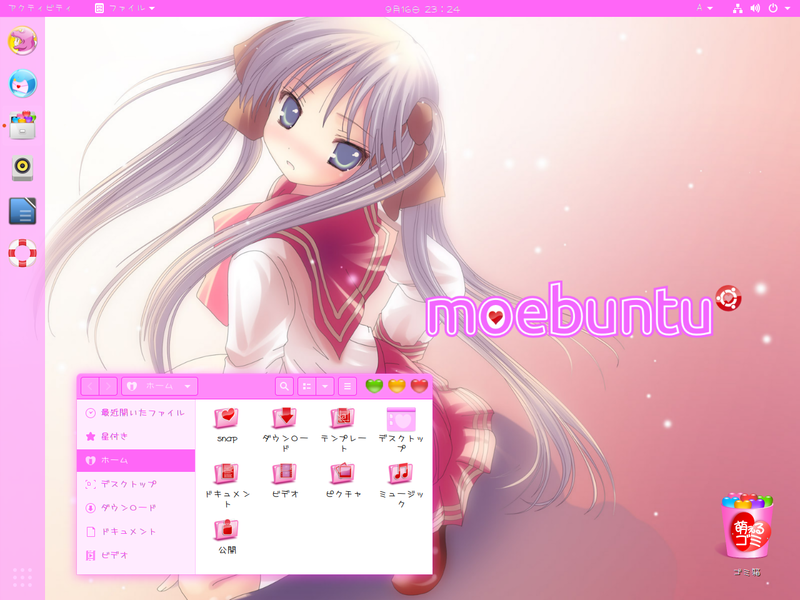 アクティビティ
ファイル
9月16日 23：24
A
moebuntu
ホーム
最近開いたファイル
星付き
ホーム
デスクトップ
ダウンロード
ドキュメント
ビデオ
snap
ダウンロー
ド
テンプレー
ト
デスクトッ
プ
ドキュメン
ト
ビデオ
ピクチャ
ミュージッ
ク
公開
萌える
ゴミ
ゴミ箱